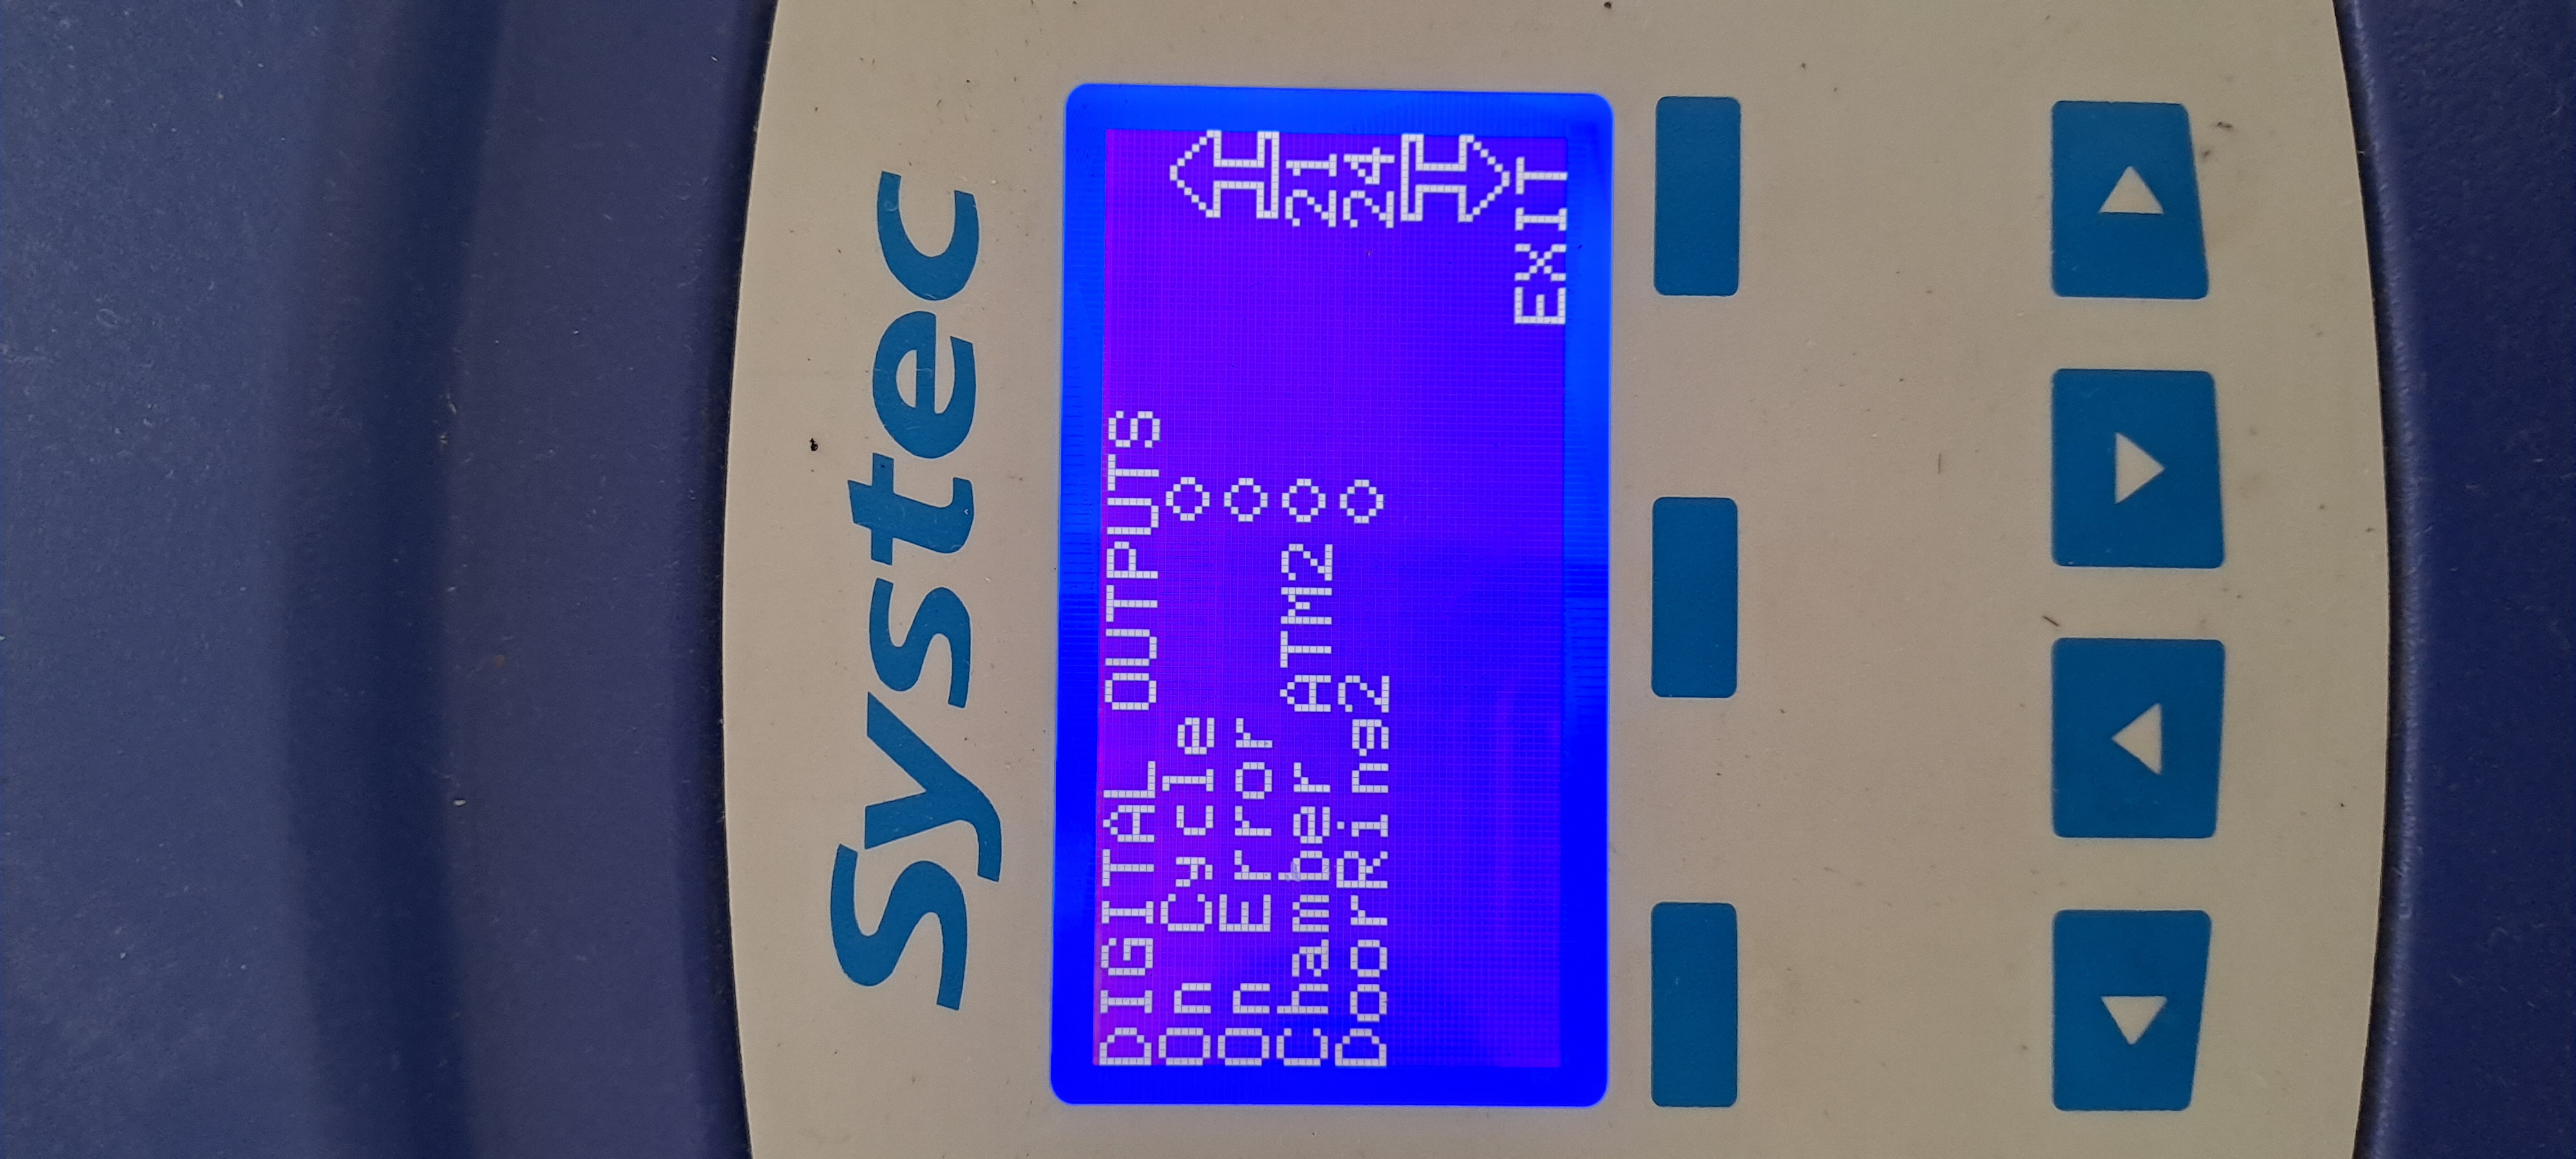 Systec
DIGITAL OUTPUTS
On Cycle
On Error
Chamber ATM2
DoorRing2
21
24
EXIT